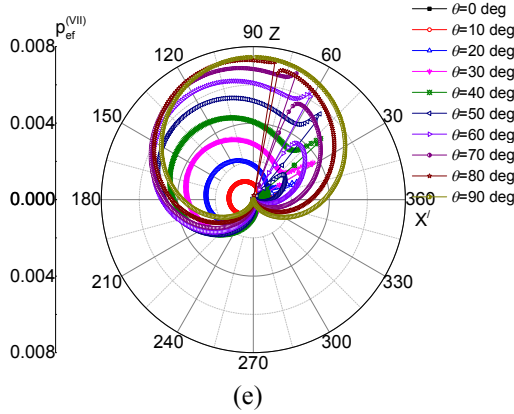 p_ef^(VII)
0.008
0.004
0.000
0.004
0.008
90 Z
120
60
150
30
180
360
X/
210
330
240
300
270
θ=0 deg
θ=10 deg
θ=20 deg
θ=30 deg
θ=40 deg
θ=50 deg
θ=60 deg
θ=70 deg
θ=80 deg
θ=90 deg
(e)